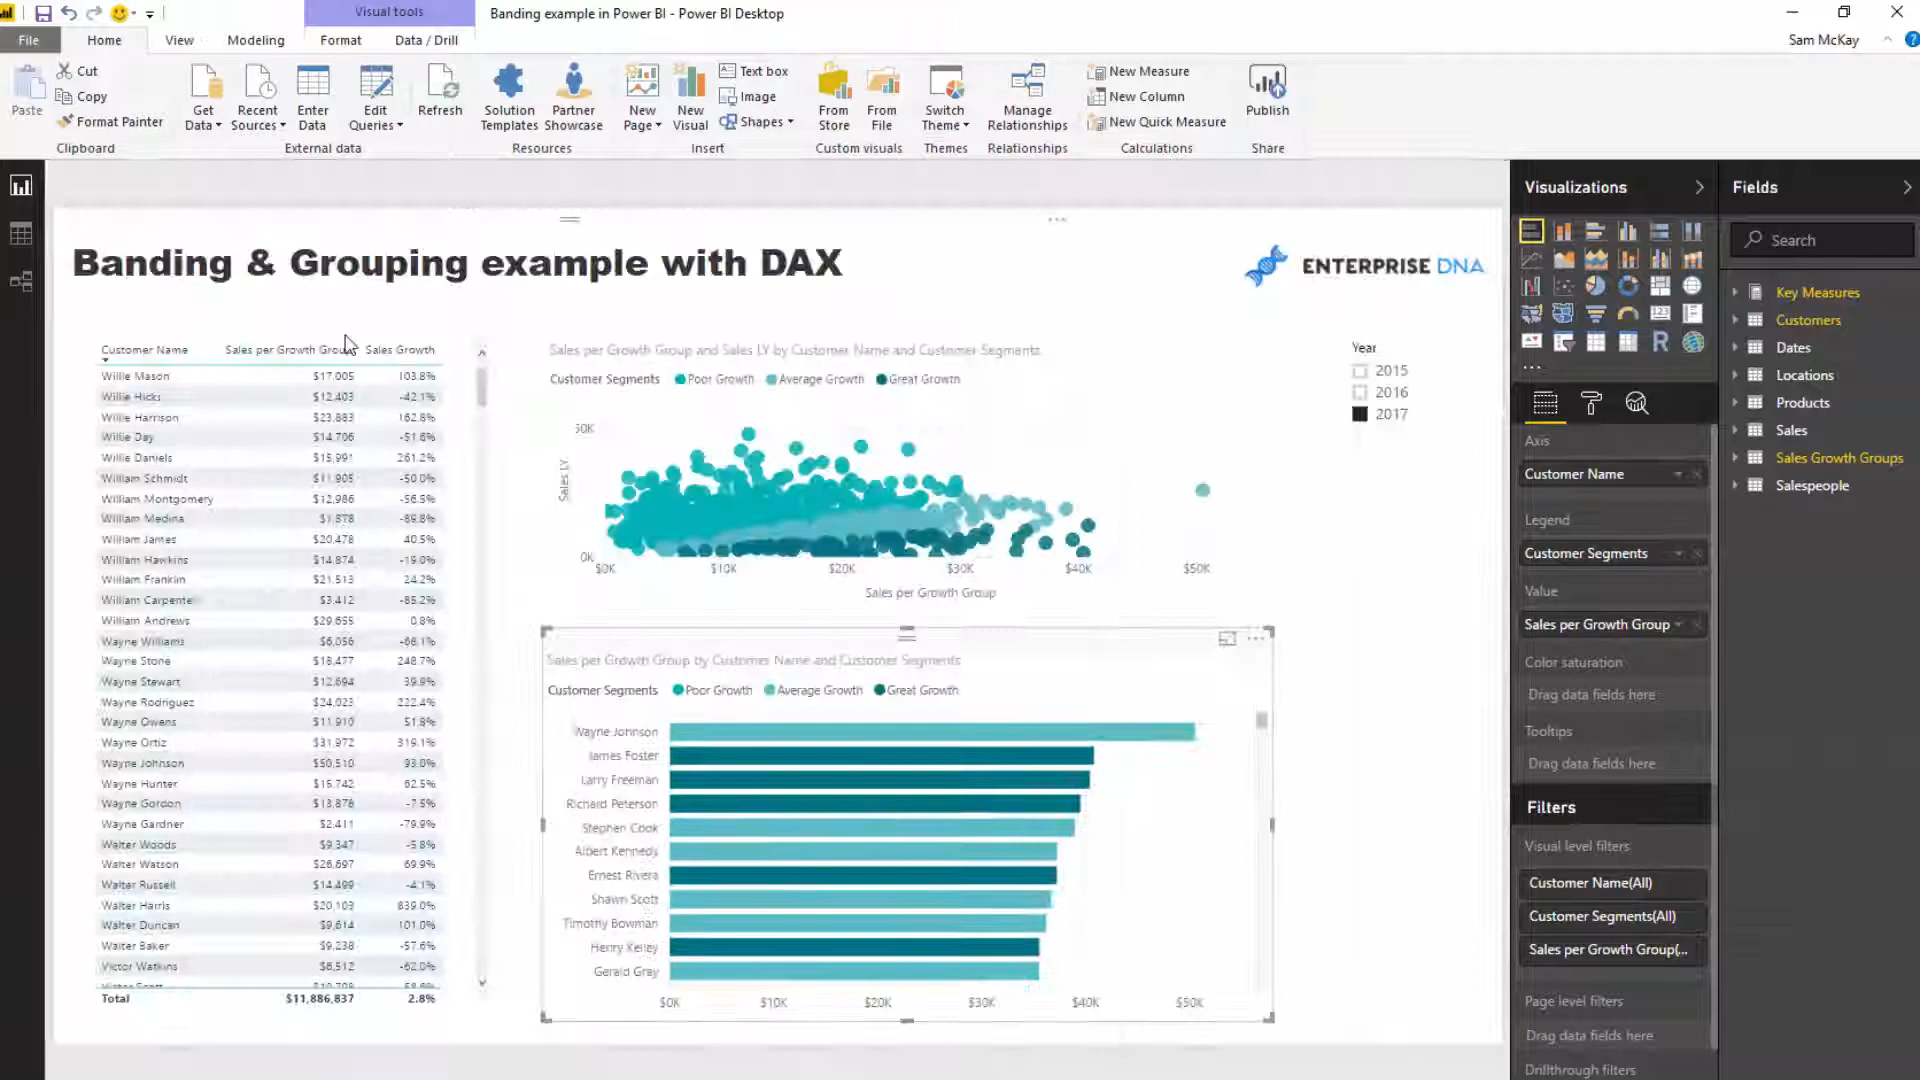 Visual tools
Banding example in Power BI - Power BI Desktop
File
Home
View
Modeling
Format
Data / Drill
Sam McKay
Paste
Cut
Copy
Format Painter
Clipboard
Get Data
Recent Sources
Enter Data
Edit Queries
External data
Refresh
Solution Templates
Partner Showcase
Resources
New Page
New Visual
Text box
Image
Shapes
Insert
From Store
From File
Custom visuals
Switch Theme
Themes
Manage Relationships
Relationships
New Measure
New Column
New Quick Measure
Calculations
Publish
Share
Banding & Grouping example with DAX
ENTERPRISE DNA
Customer Name Sales per Growth Group Sales Growth
Willie Mason $17,005 103.8%
Willie Hicks $12,403 -42.1%
Willie Harrison $23,883 162.8%
Willie Day $14,706 -51.6%
Willie Daniels $15,991 261.2%
William Schmidt $11,905 -50.0%
William Montgomery $12,986 -56.5%
William Medina $1,878 -89.8%
William James $20,478 40.5%
William Hawkins $14,874 -19.0%
William Franklin $21,513 24.2%
William Carpenter $3,412 -85.2%
William Andrews $29,655 0.8%
Wayne Williams $6,056 -66.1%
Wayne Stone $18,477 248.7%
Wayne Stewart $12,694 39.9%
Wayne Rodriguez $24,023 222.4%
Wayne Owens $11,910 51.8%
Wayne Ortiz $31,972 319.1%
Wayne Johnson $50,510 93.0%
Wayne Hunter $15,742 62.5%
Wayne Gordon $13,878 -7.5%
Wayne Gardner $2,411 -79.9%
Walter Woods $9,347 -5.8%
Walter Watson $26,697 69.9%
Walter Russell $14,499 -4.1%
Walter Harris $20,103 839.0%
Walter Duncan $9,614 101.0%
Walter Baker $9,238 -57.6%
Victor Watkins $6,512 -62.0%
Total $11,886,837 2.8%
Sales per Growth Group and Sales LY by Customer Name and Customer Segments
Customer Segments Poor Growth Average Growth Great Growth
50K
0K
Sales LY
$0K $10K $20K $30K $40K $50K
Sales per Growth Group
Year
2015
2016
2017
Sales per Growth Group by Customer Name and Customer Segments
Customer Segments Poor Growth Average Growth Great Growth
Wayne Johnson
James Foster
Larry Freeman
Richard Peterson
Stephen Cook
Albert Kennedy
Ernest Rivera
Shawn Scott
Timothy Bowman
Henry Kelley
Gerald Gray
$0K $10K $20K $30K $40K $50K
Visualizations
R
Axis
Customer Name
Legend
Customer Segments
Value
Sales per Growth Group
Color saturation
Drag data fields here
Tooltips
Drag data fields here
Filters
Visual level filters
Customer Name(All)
Customer Segments(All)
Sales per Growth Group(...
Page level filters
Drag data fields here
Drillthrough filters
Fields
Search
Key Measures
Customers
Dates
Locations
Products
Sales
Sales Growth Groups
Salespeople